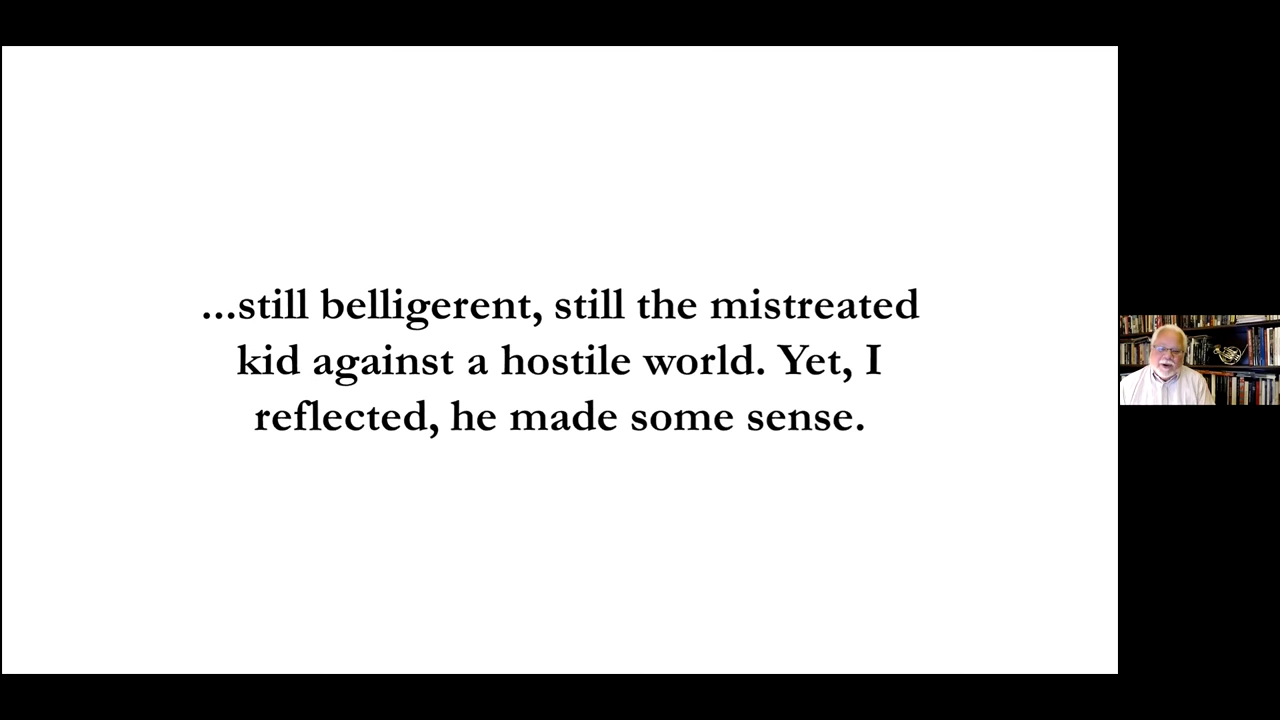 ...still belligerent, still the mistreated
kid against a hostile world. Yet, I
reflected, he made some sense.